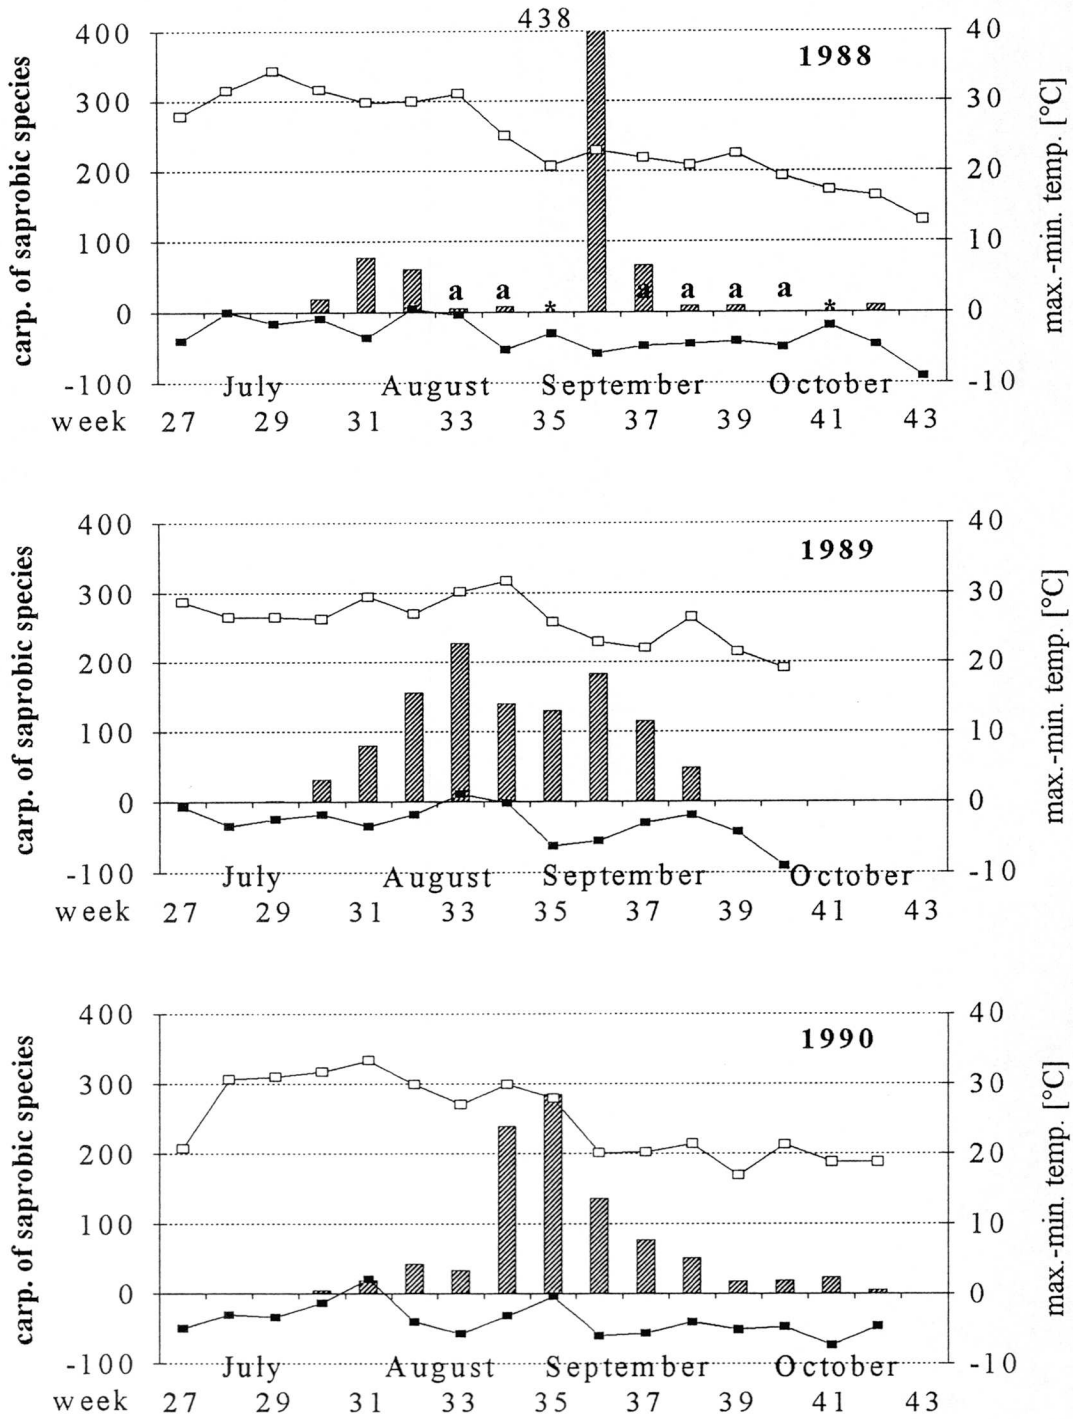 438
400 40
1988
300 30
200 20
100 10
a a a a a a
0 * * 0
-100 July August September October -10
week 27 29 31 33 35 37 39 41 43
carp. of saprobic species
max.-min. temp. [°C]
400 40
1989
300 30
200 20
100 10
0 0
-100 July August September October -10
week 27 29 31 33 35 37 39 41 43
carp. of saprobic species
max.-min. temp. [°C]
400 40
1990
300 30
200 20
100 10
0 0
-100 July August September October -10
week 27 29 31 33 35 37 39 41 43
carp. of saprobic species
max.-min. temp. [°C]